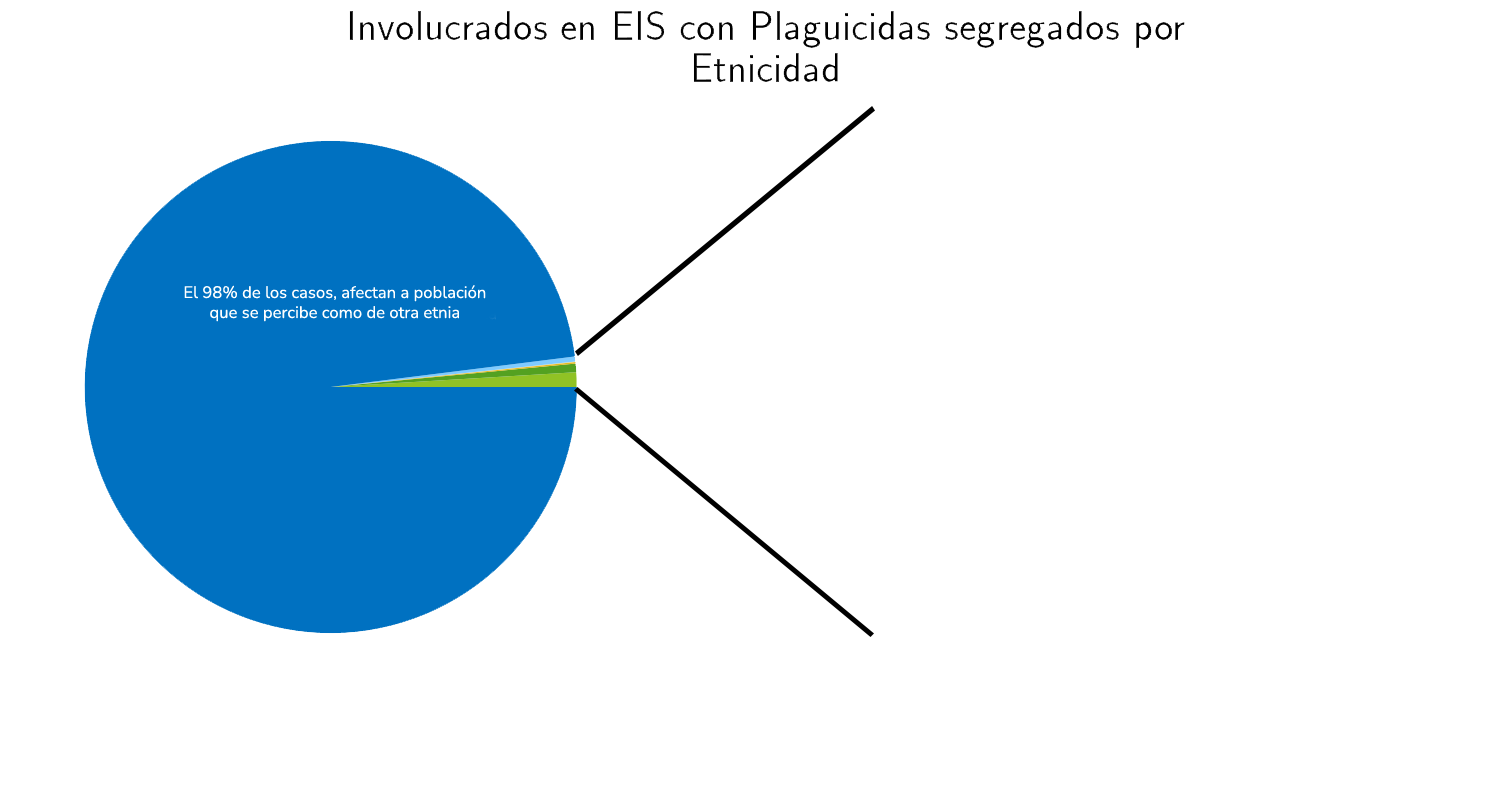 Involucrados en EIS con Plaguicidas segregados por
Etnicidad
El 98% de los casos, afectan a población
que se percibe como de otra etnia